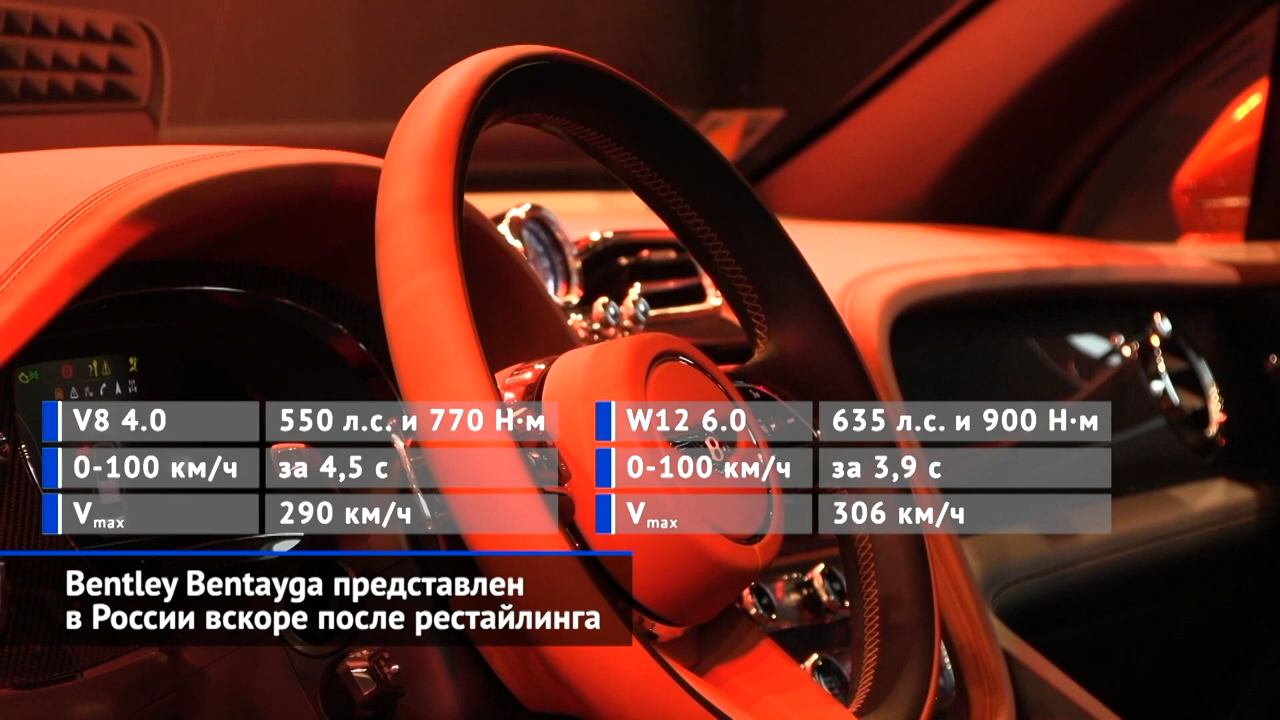 V8 4.0 550 л.с. и 770 Н·м
0-100 км/ч за 4,5 с
Vmax 290 км/ч
W12 6.0 635 л.с. и 900 Н·м
0-100 км/ч за 3,9 с
Vmax 306 км/ч
Bentley Bentayga представлен
в России вскоре после рестайлинга